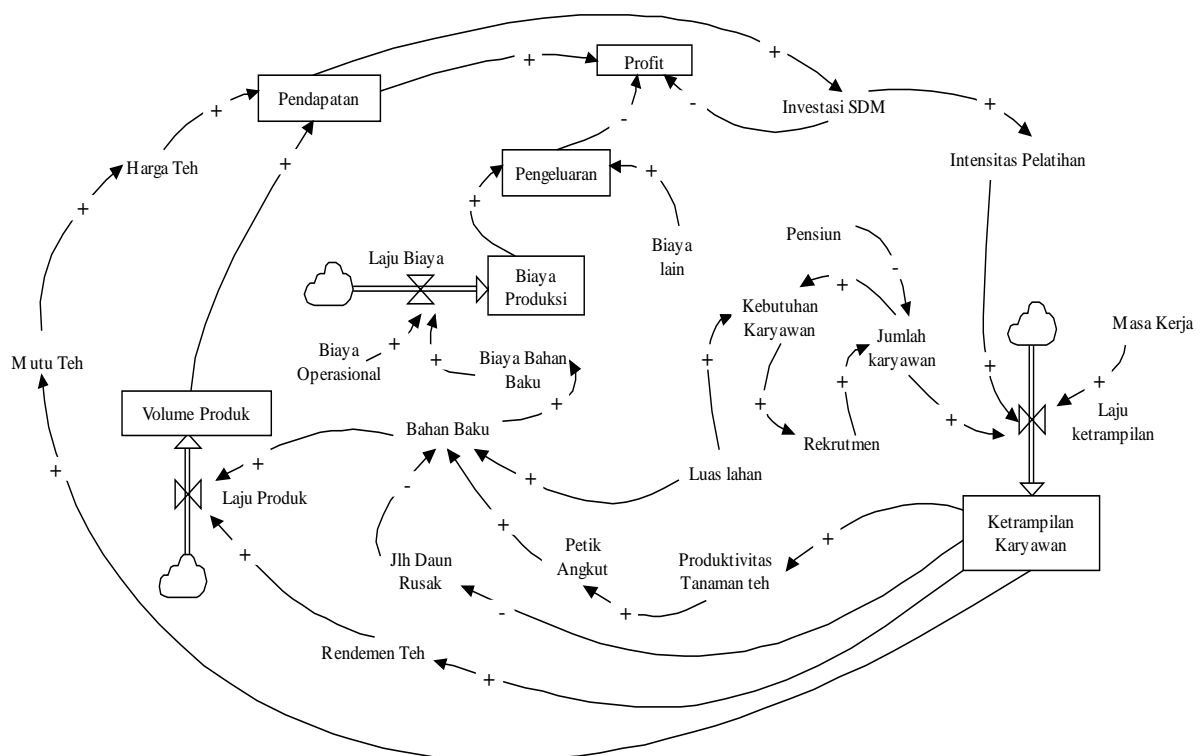 +
Profit
+
Pendapatan
+
-
Investasi SDM
+
-
+
Harga Teh
+
Pengeluaran
Intensitas Pelatihan
+
+
-
+
Biaya
lain
Pensiun
-
Laju Biaya
Biaya
Produksi
+
Kebutuhan
Karyawan
Jumlah
karyawan
Masa Kerja
Mutu Teh
Biaya
Operasional
+
+
Biaya Bahan
Baku
+
+
+
+
Volume Produk
+
+
+
Laju
ketrampilan
Bahan Baku
Rekrutmen
+
+
-
+
Luas lahan
Laju Produk
+
+
Ketrampilan
Karyawan
+
Jlh Daun
Rusak
Petik
Angkut
Produktivitas
Tanaman teh
-
+
Rendemen Teh
+